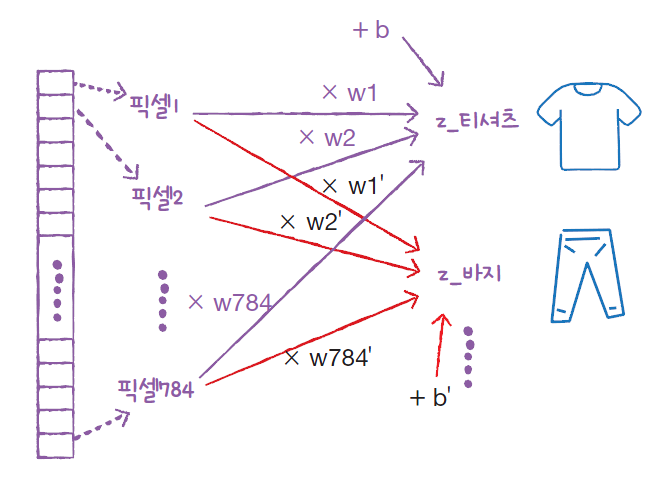 + b
픽셀1
× w1
z_티셔츠
× w2
픽셀2
× w1'
× w2'
z_바지
× w784
× w784'
픽셀784
+ b'